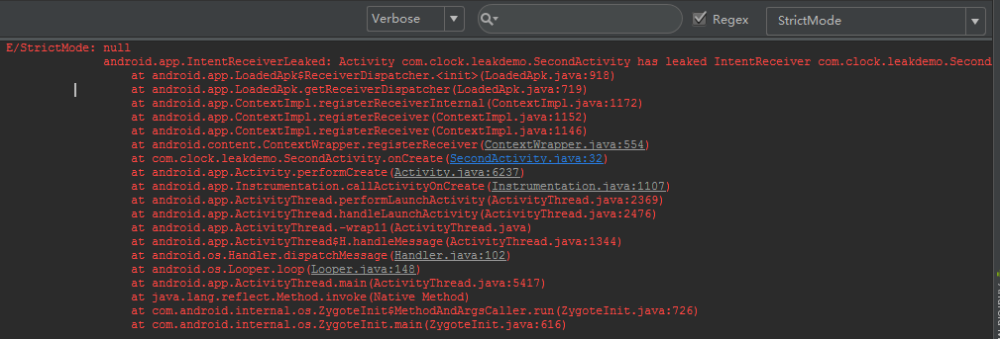 Verbose Regex StrictMode
E/StrictMode: null
android.app.IntentReceiverLeaked: Activity com.clock.leakdemo.SecondActivity has leaked IntentReceiver com.clock.leakdemo.Second
at android.app.LoadedApk$ReceiverDispatcher.<init>(LoadedApk.java:918)
at android.app.LoadedApk.getReceiverDispatcher(LoadedApk.java:719)
at android.app.ContextImpl.registerReceiverInternal(ContextImpl.java:1172)
at android.app.ContextImpl.registerReceiver(ContextImpl.java:1152)
at android.app.ContextImpl.registerReceiver(ContextImpl.java:1146)
at android.content.ContextWrapper.registerReceiver(ContextWrapper.java:554)
at com.clock.leakdemo.SecondActivity.onCreate(SecondActivity.java:32)
at android.app.Activity.performCreate(Activity.java:6237)
at android.app.Instrumentation.callActivityOnCreate(Instrumentation.java:1107)
at android.app.ActivityThread.performLaunchActivity(ActivityThread.java:2369)
at android.app.ActivityThread.handleLaunchActivity(ActivityThread.java:2476)
at android.app.ActivityThread.-wrap11(ActivityThread.java)
at android.app.ActivityThread$H.handleMessage(ActivityThread.java:1344)
at android.os.Handler.dispatchMessage(Handler.java:102)
at android.os.Looper.loop(Looper.java:148)
at android.app.ActivityThread.main(ActivityThread.java:5417)
at java.lang.reflect.Method.invoke(Native Method)
at com.android.internal.os.ZygoteInit$MethodAndArgsCaller.run(ZygoteInit.java:726)
at com.android.internal.os.ZygoteInit.main(ZygoteInit.java:616)